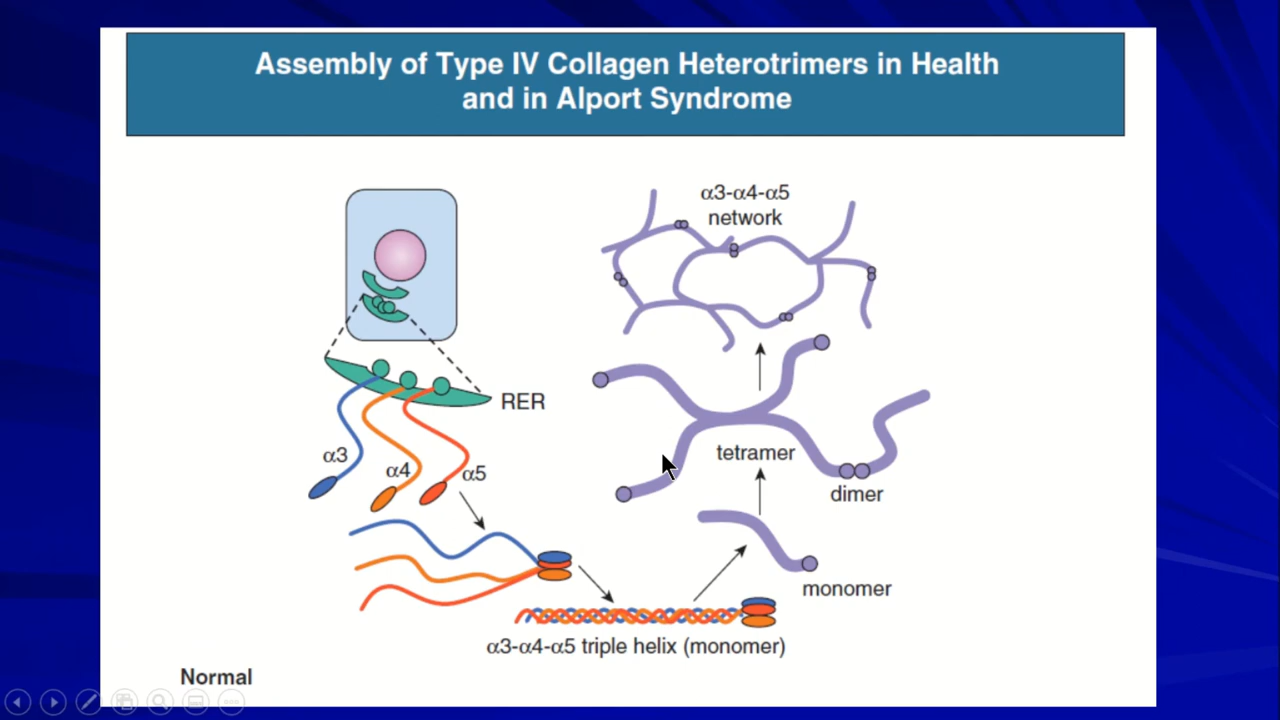 Assembly of Type IV Collagen Heterotrimers in Health
and in Alport Syndrome
α3-α4-α5
network
RER
α3
α4
α5
tetramer
dimer
monomer
α3-α4-α5 triple helix (monomer)
Normal